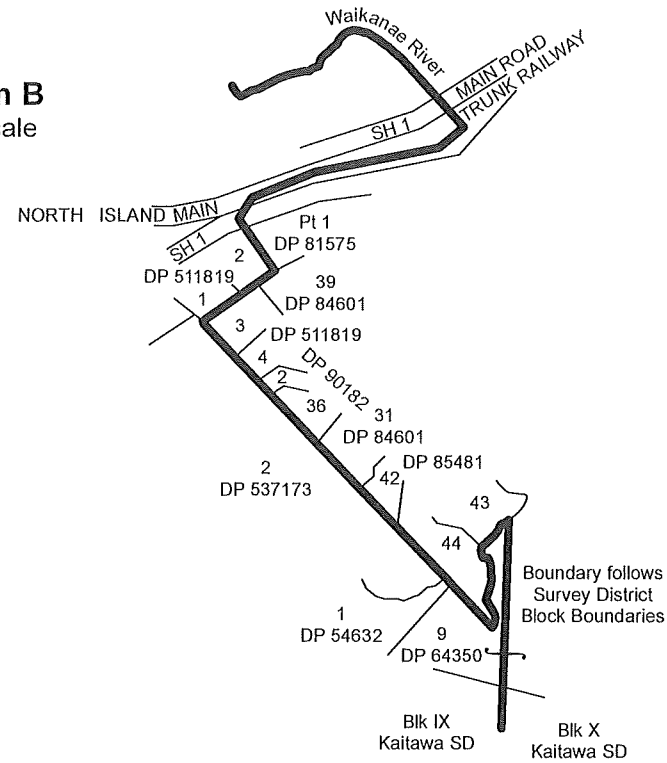 Waikanae River
n B
cale
MAIN ROAD
SH 1
TRUNK RAILWAY
NORTH ISLAND MAIN
SH 1
Pt 1
DP 81575
2
DP 511819
39
DP 84601
1
3
DP 511819
4
DP 90182
2
36
31
DP 84601
2
DP 537173
42
DP 85481
43
44
Boundary follows
Survey District
Block Boundaries
1
DP 54632
9
DP 64350
Blk IX
Kaitawa SD
Blk X
Kaitawa SD